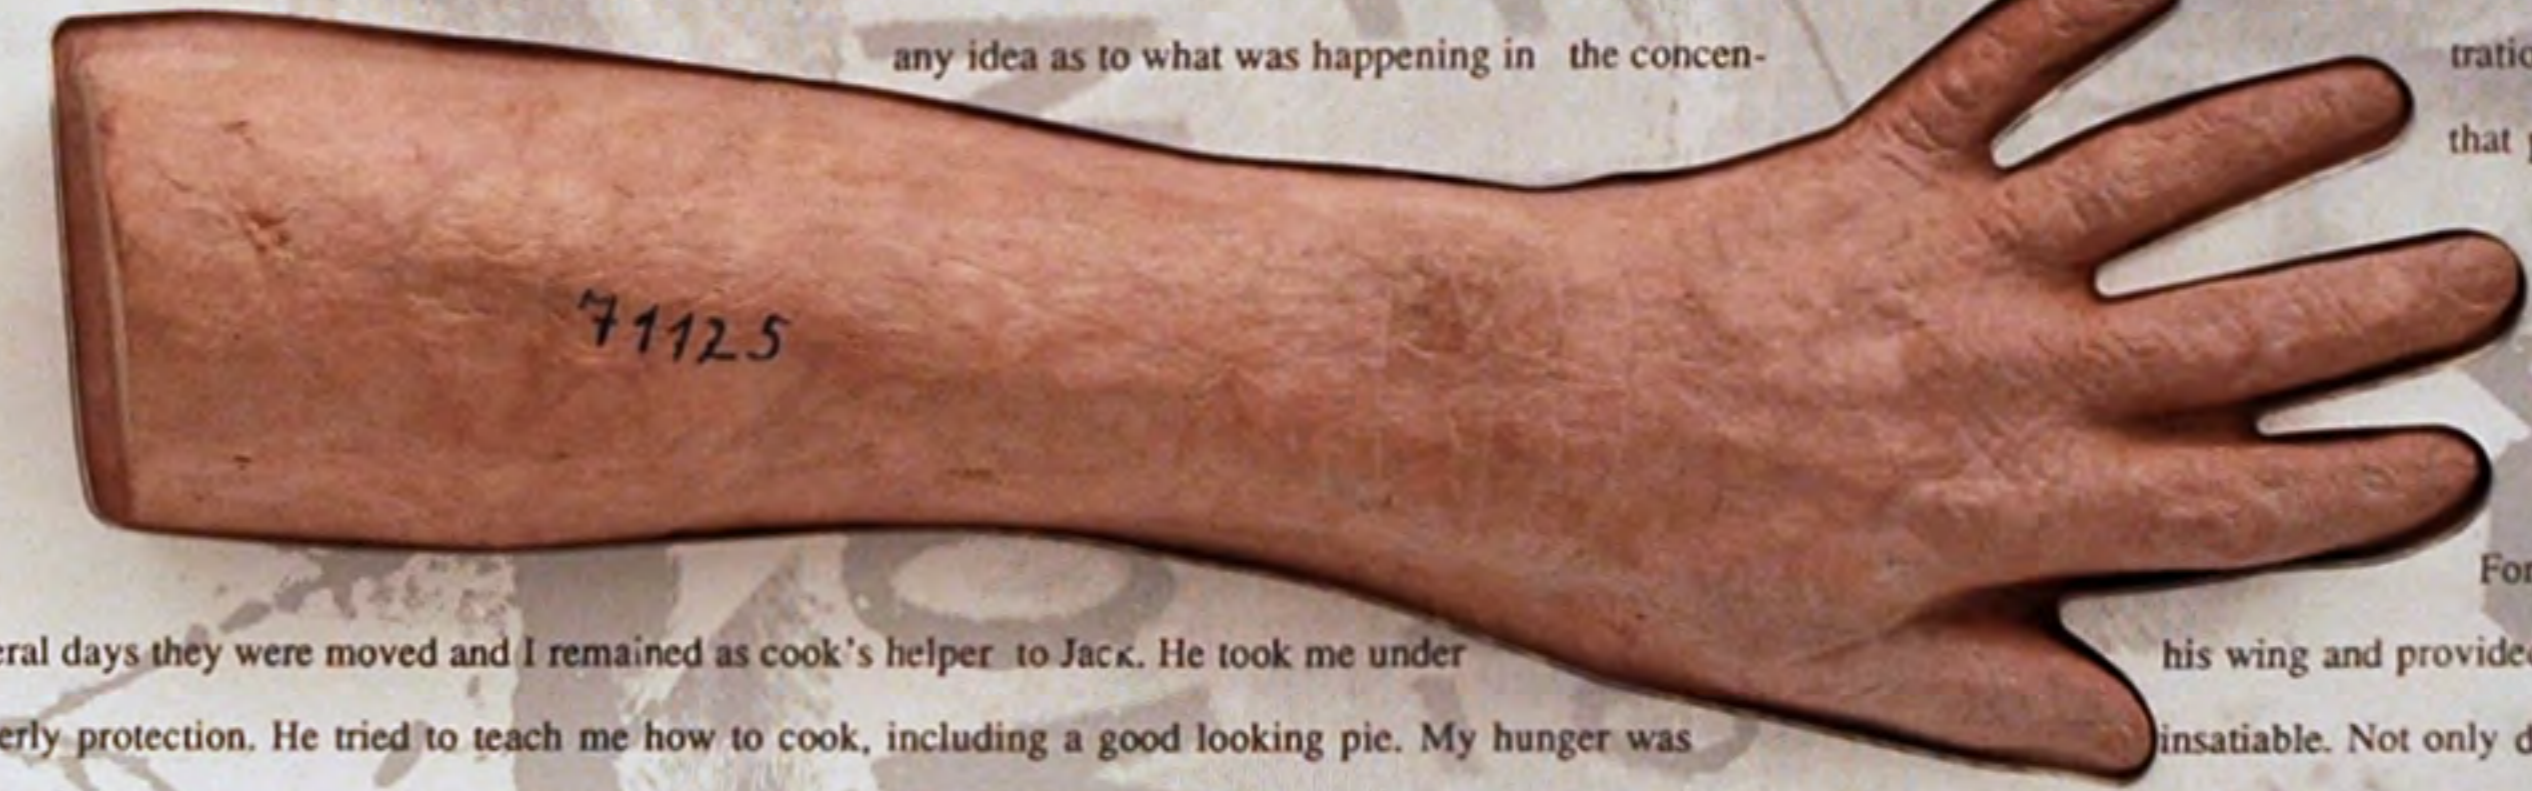 any idea as to what was happening in the concen-
that
71125
days they were moved and I remained as cook's helper to Jack. He took me under his wing and
protection. He tried to teach me how to cook, including a good looking pie. My hunger was insatiable. Not only